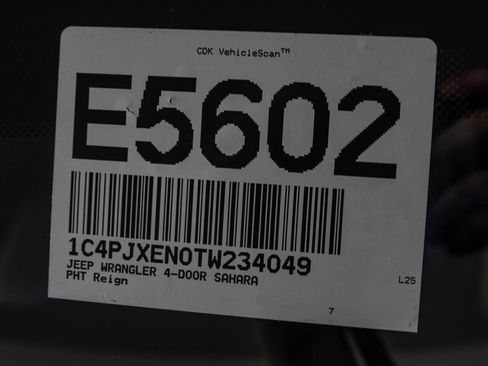 CDK VehicleScan™
E5602
1C4PJXEN0TW234049
JEEP WRANGLER 4-DOOR SAHARA
PHT Reign
L25
7